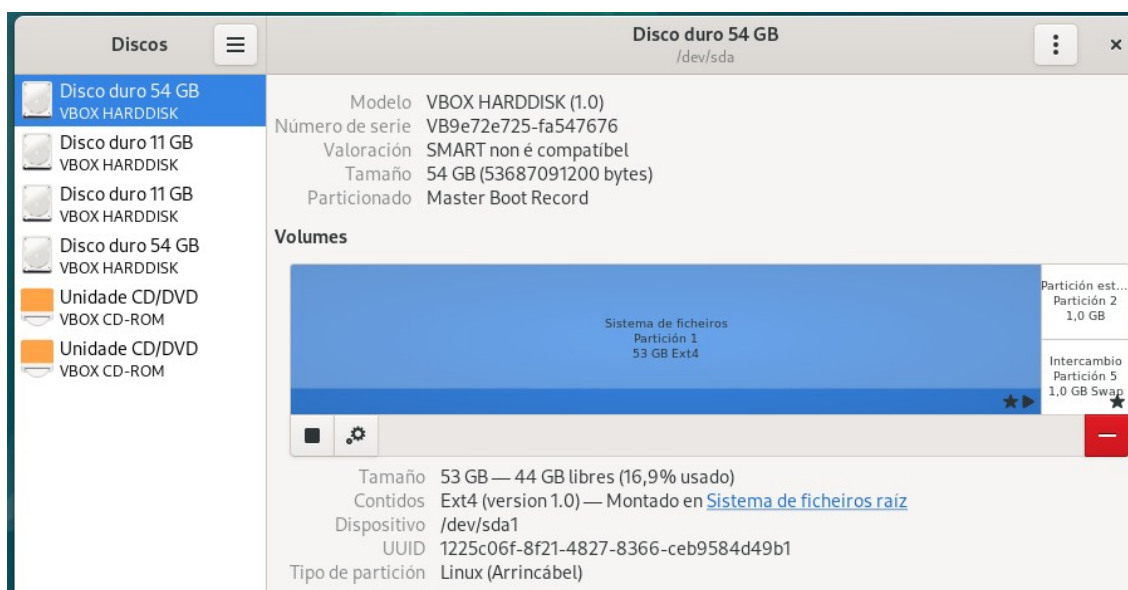 Discos
Disco duro 54 GB
/dev/sda
Disco duro 54 GB
VBOX HARDDISK
Disco duro 11 GB
VBOX HARDDISK
Disco duro 11 GB
VBOX HARDDISK
Disco duro 54 GB
VBOX HARDDISK
Unidade CD/DVD
VBOX CD-ROM
Unidade CD/DVD
VBOX CD-ROM
Modelo VBOX HARDDISK (1.0)
Número de serie VB9e72e725-fa547676
Valoración SMART non é compatíbel
Tamaño 54 GB (53687091200 bytes)
Particionado Master Boot Record
Volumes
Sistema de ficheiros
Partición 1
53 GB Ext4
Partición est...
Partición 2
1,0 GB
Intercambio
Partición 5
1,0 GB Swap
Tamaño 53 GB — 44 GB libres (16,9% usado)
Contidos Ext4 (version 1.0) — Montado en Sistema de ficheiros raíz
Dispositivo /dev/sda1
UUID 1225c06f-8f21-4827-8366-ceb9584d49b1
Tipo de partición Linux (Arrincábel)